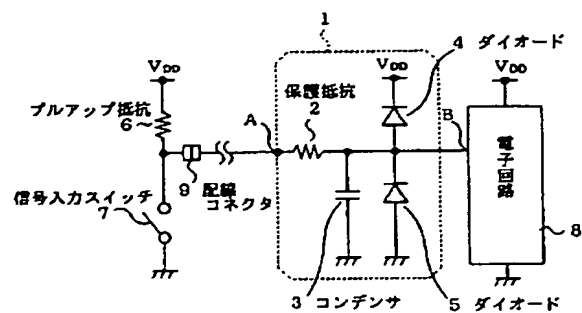 1
4 ダイオード
VDD
VDD
VDD
保護抵抗
2
プルアップ抵抗
6
A
B
電子回路
9 配線
コネクタ
信号入力スイッチ
7
8
3 コンデンサ
5 ダイオード